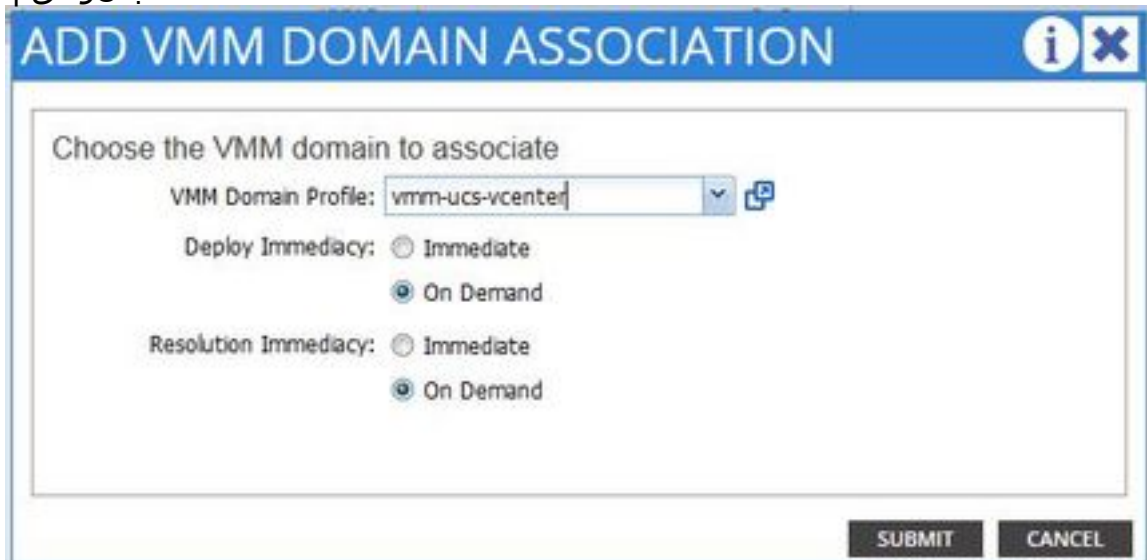 ADD VMM DOMAIN ASSOCIATION
Choose the VMM domain to associate
VMM Domain Profile: vmm-ucs-vcenter
Deploy Immediacy: Immediate
On Demand
Resolution Immediacy: Immediate
On Demand
SUBMIT CANCEL